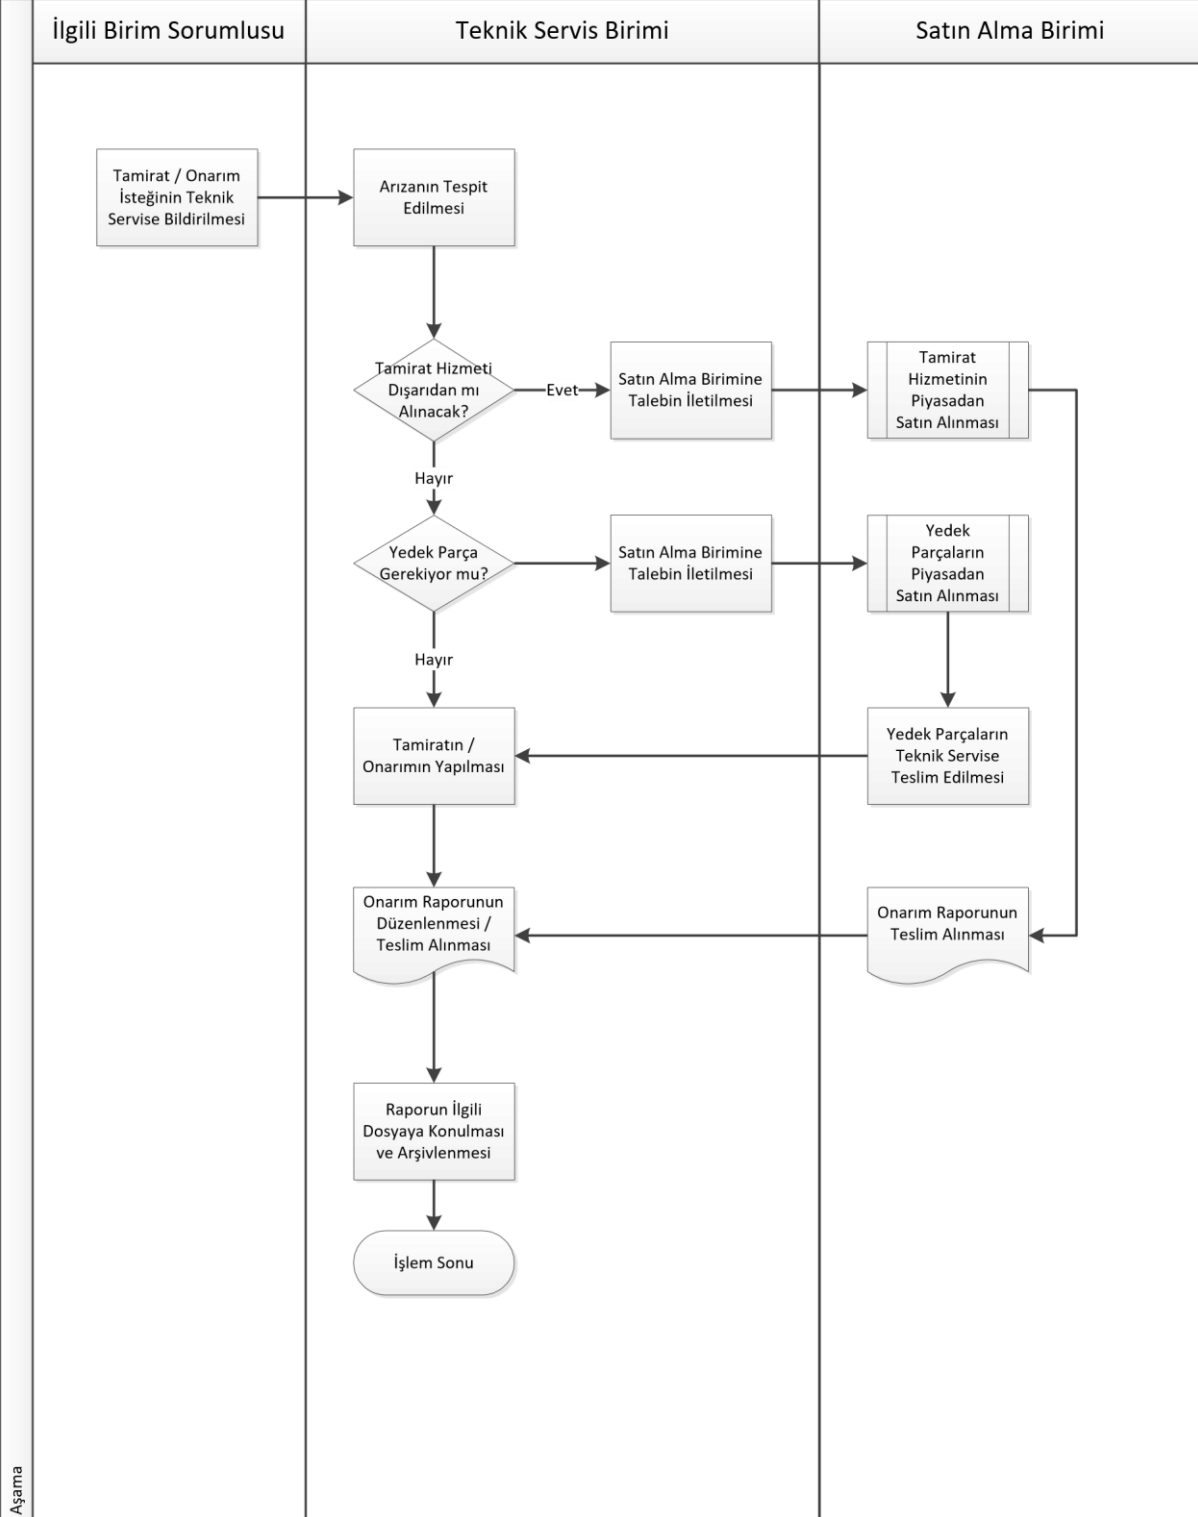 İlgili Birim Sorumlusu
Teknik Servis Birimi
Satın Alma Birimi
Tamirat / Onarım
İsteğinin Teknik
Servise Bildirilmesi
Arızanın Tespit
Edilmesi
Tamirat Hizmeti
Dışarıdan mı
Alınacak?
Evet
Satın Alma Birimine
Talebin İletilmesi
Tamirat
Hizmetinin
Piyasadan
Satın Alınması
Hayır
Yedek Parça
Gerekiyor mu?
Satın Alma Birimine
Talebin İletilmesi
Yedek
Parçaların
Piyasadan
Satın Alınması
Hayır
Tamiratın /
Onarımın Yapılması
Yedek Parçaların
Teknik Servise
Teslim Edilmesi
Onarım Raporunun
Düzenlenmesi /
Teslim Alınması
Onarım Raporunun
Teslim Alınması
Raporun İlgili
Dosyaya Konulması
ve Arşivlenmesi
İşlem Sonu
Aşama